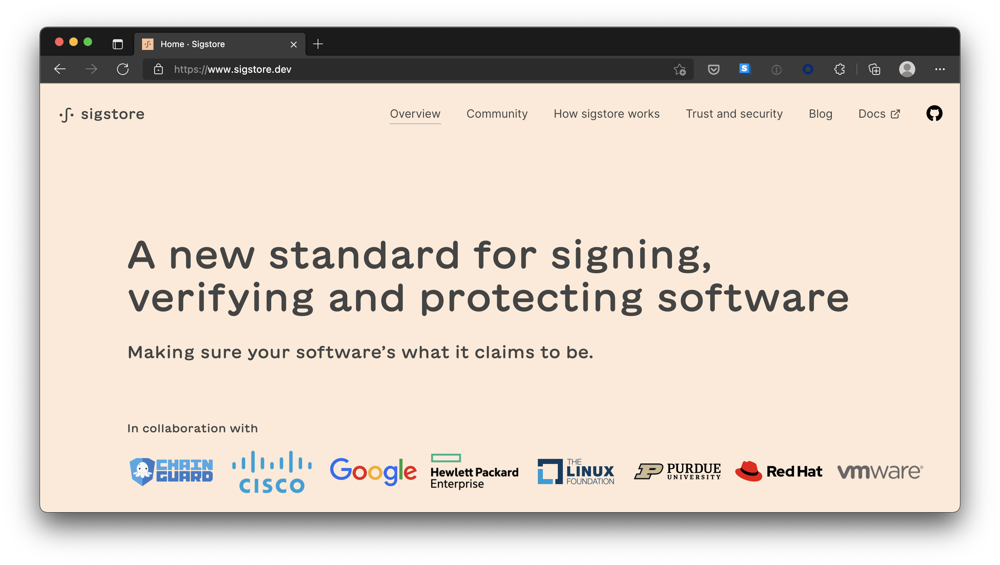 Home · Sigstore
https://www.sigstore.dev
S
sigstore
Overview Community How sigstore works Trust and security Blog Docs
A new standard for signing,
verifying and protecting software
Making sure your software’s what it claims to be.
In collaboration with
CHAIN
GUARD
CISCO
Google
Hewlett Packard
Enterprise
THE
LINUX
FOUNDATION
P PURDUE
UNIVERSITY
Red Hat
vmware®